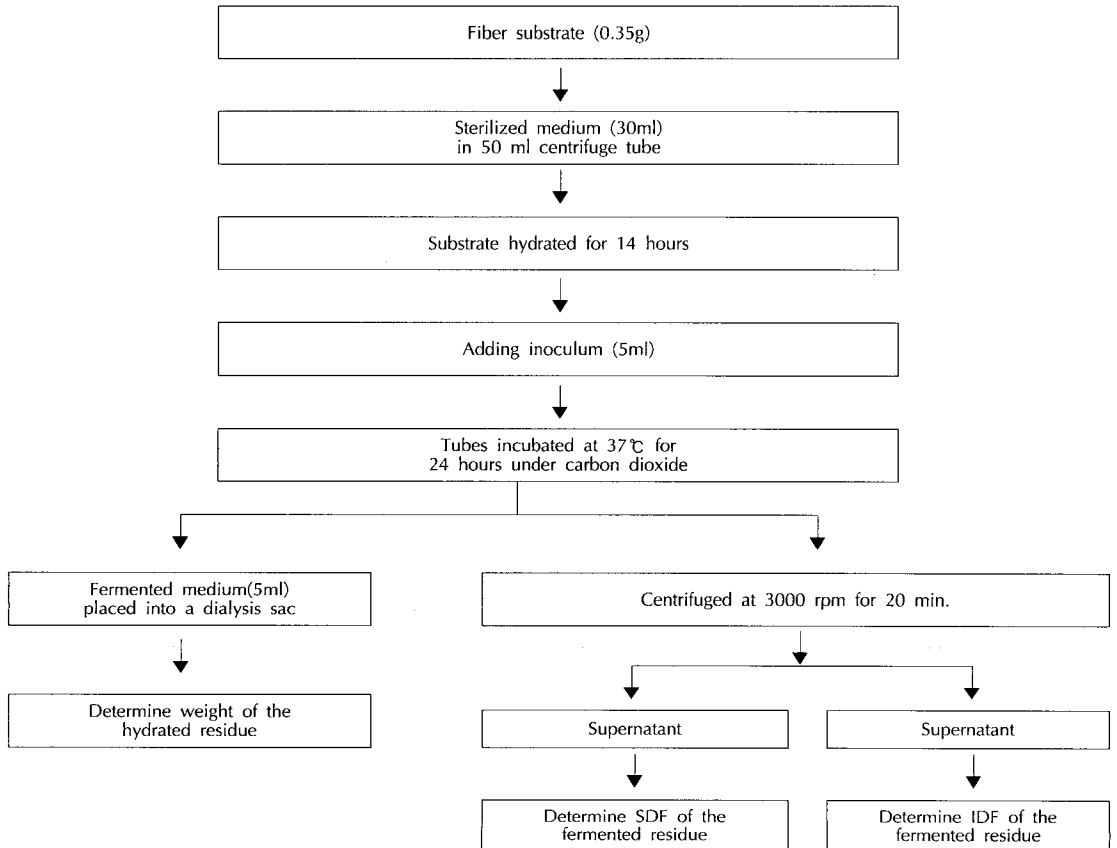 Fiber substrate (0.35g)
Sterilized medium (30ml)
in 50 ml centrifuge tube
Substrate hydrated for 14 hours
Adding inoculum (5ml)
Tubes incubated at 37℃ for
24 hours under carbon dioxide
Fermented medium(5ml)
placed into a dialysis sac
Centrifuged at 3000 rpm for 20 min.
Determine weight of the
hydrated residue
Supernatant
Supernatant
Determine SDF of the
fermented residue
Determine IDF of the
fermented residue